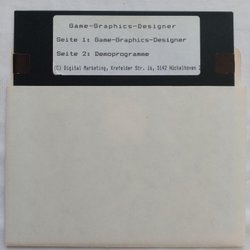 Game-Graphics-Designer
Seite 1: Game-Graphics-Designer
Seite 2: Demoprogramme
(C) Digital Marketing, Krefelder Str. 16, 5142 Hückelhoven 2